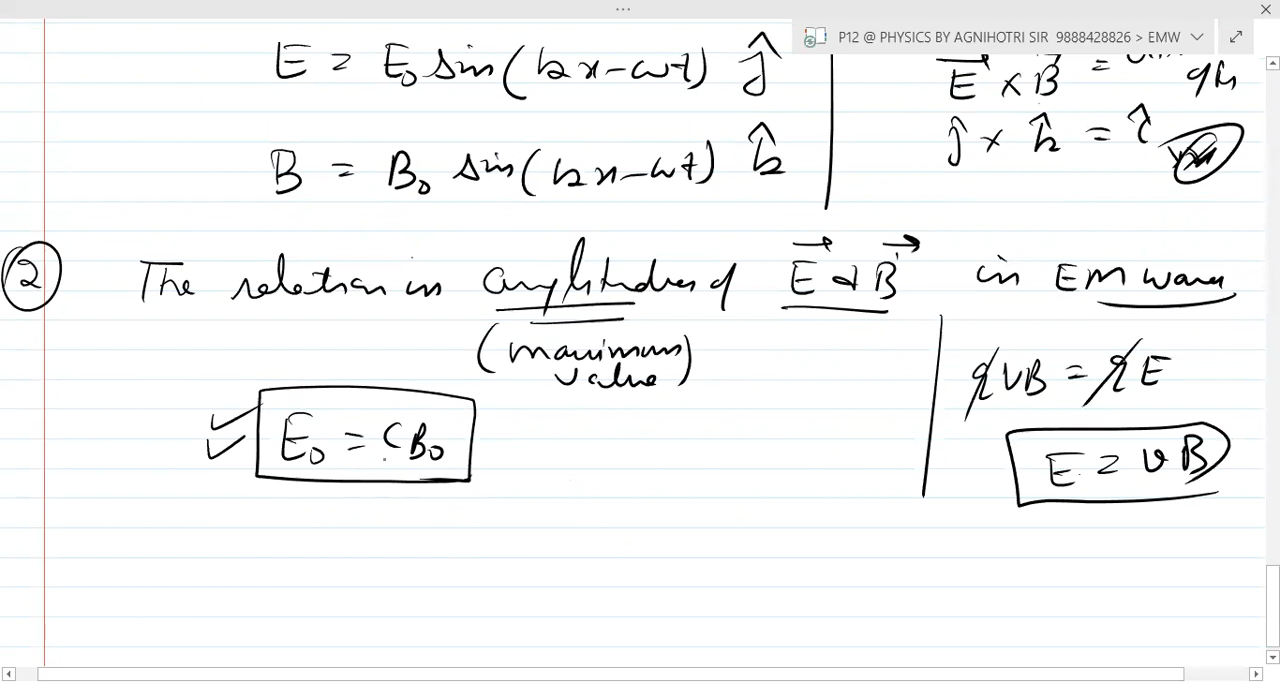 P12 @ PHYSICS BY AGNIHOTRI SIR 9888428826 > EMW
E = E₀ sin(kx-ωt) ĵ
B = B₀ sin(kx-ωt) k̂
E⃗ × B⃗ =
ĵ × k̂ = î
② The relation in amplitudes of E⃗ & B⃗ in EM wave
(maximum
value)
E₀ = CB₀
qVB = qE
E = vB